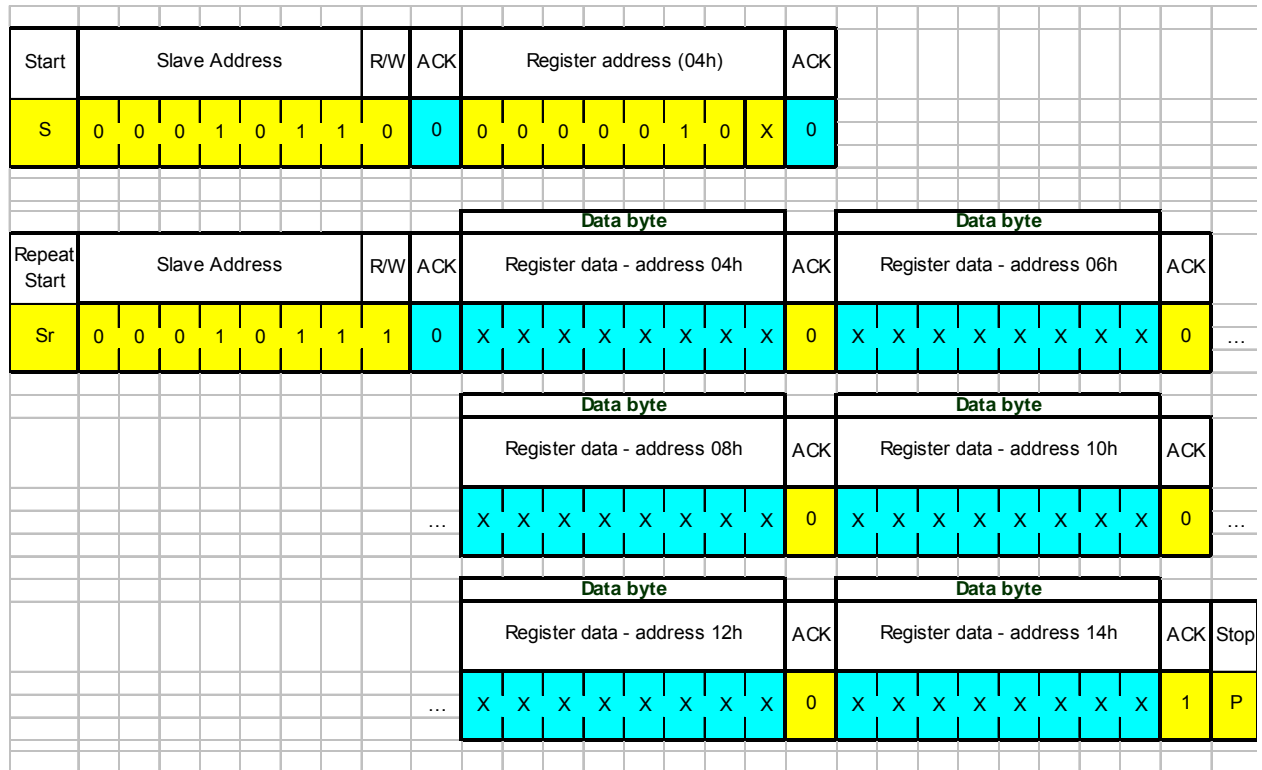 Start Slave Address R/W ACK Register address (04h) ACK
S 0 0 0 1 0 1 1 0 0 0 0 0 0 0 1 0 X 0
Data byte Data byte
Repeat Start Slave Address R/W ACK Register data - address 04h ACK Register data - address 06h ACK
Sr 0 0 0 1 0 1 1 1 0 X X X X X X X X 0 X X X X X X X X 0 ...
Data byte Data byte
Register data - address 08h ACK Register data - address 10h ACK
... X X X X X X X X 0 X X X X X X X X 0 ...
Data byte Data byte
Register data - address 12h ACK Register data - address 14h ACK Stop
... X X X X X X X X 0 X X X X X X X X 1 P